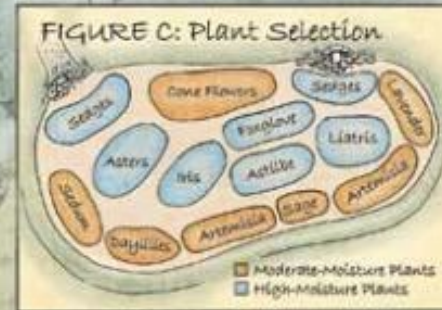 FIGURE C: Plant Selection
Sedges
Cone Flowers
Sedges
Lavender
Asters
Iris
Foxglove
Liatris
Astilbe
Sedum
Daylilies
Artemisia
Sage
Artemisia
Moderate-Moisture Plants
High-Moisture Plants